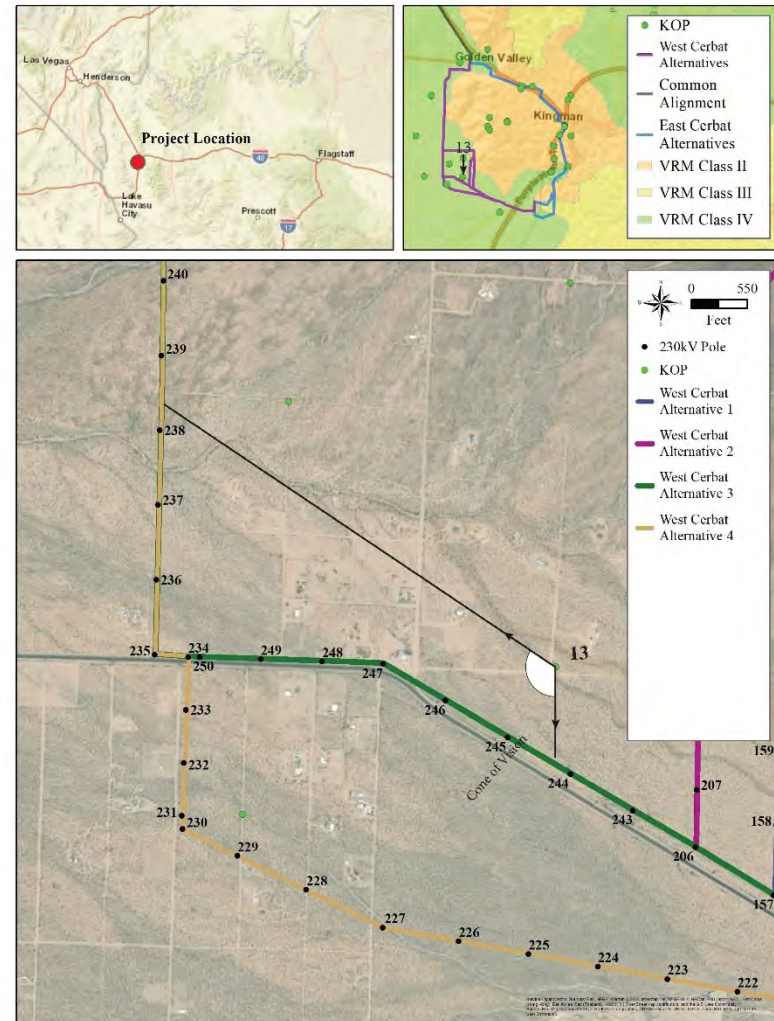 Las Vegas
Henderson
Project Location
40
Flagstaff
Lake
Havasu
City
Prescott
17
Golden Valley
Kingman
13
KOP
West Cerbat
Alternatives
Common
Alignment
East Cerbat
Alternatives
VRM Class II
VRM Class III
VRM Class IV
240
239
238
237
236
235
234
250
249
248
247
246
245
244
243
206
207
159
158
157
13
Cone of Vision
233
232
231
230
229
228
227
226
225
224
223
222
0 550
Feet
230kV Pole
KOP
West Cerbat
Alternative 1
West Cerbat
Alternative 2
West Cerbat
Alternative 3
West Cerbat
Alternative 4